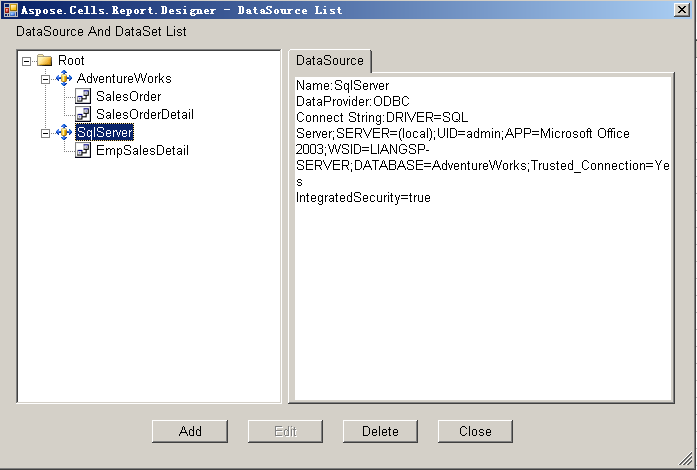 Aspose.Cells.Report.Designer - DataSource List
DataSource And DataSet List
Root
AdventureWorks
SalesOrder
SalesOrderDetail
SqlServer
EmpSalesDetail
DataSource
Name:SqlServer
DataProvider:ODBC
Connect String:DRIVER=SQL
Server;SERVER=(local);UID=admin;APP=Microsoft Office
2003;WSID=LIANGSP-
SERVER;DATABASE=AdventureWorks;Trusted_Connection=Ye
s
IntegratedSecurity=true
Add
Edit
Delete
Close